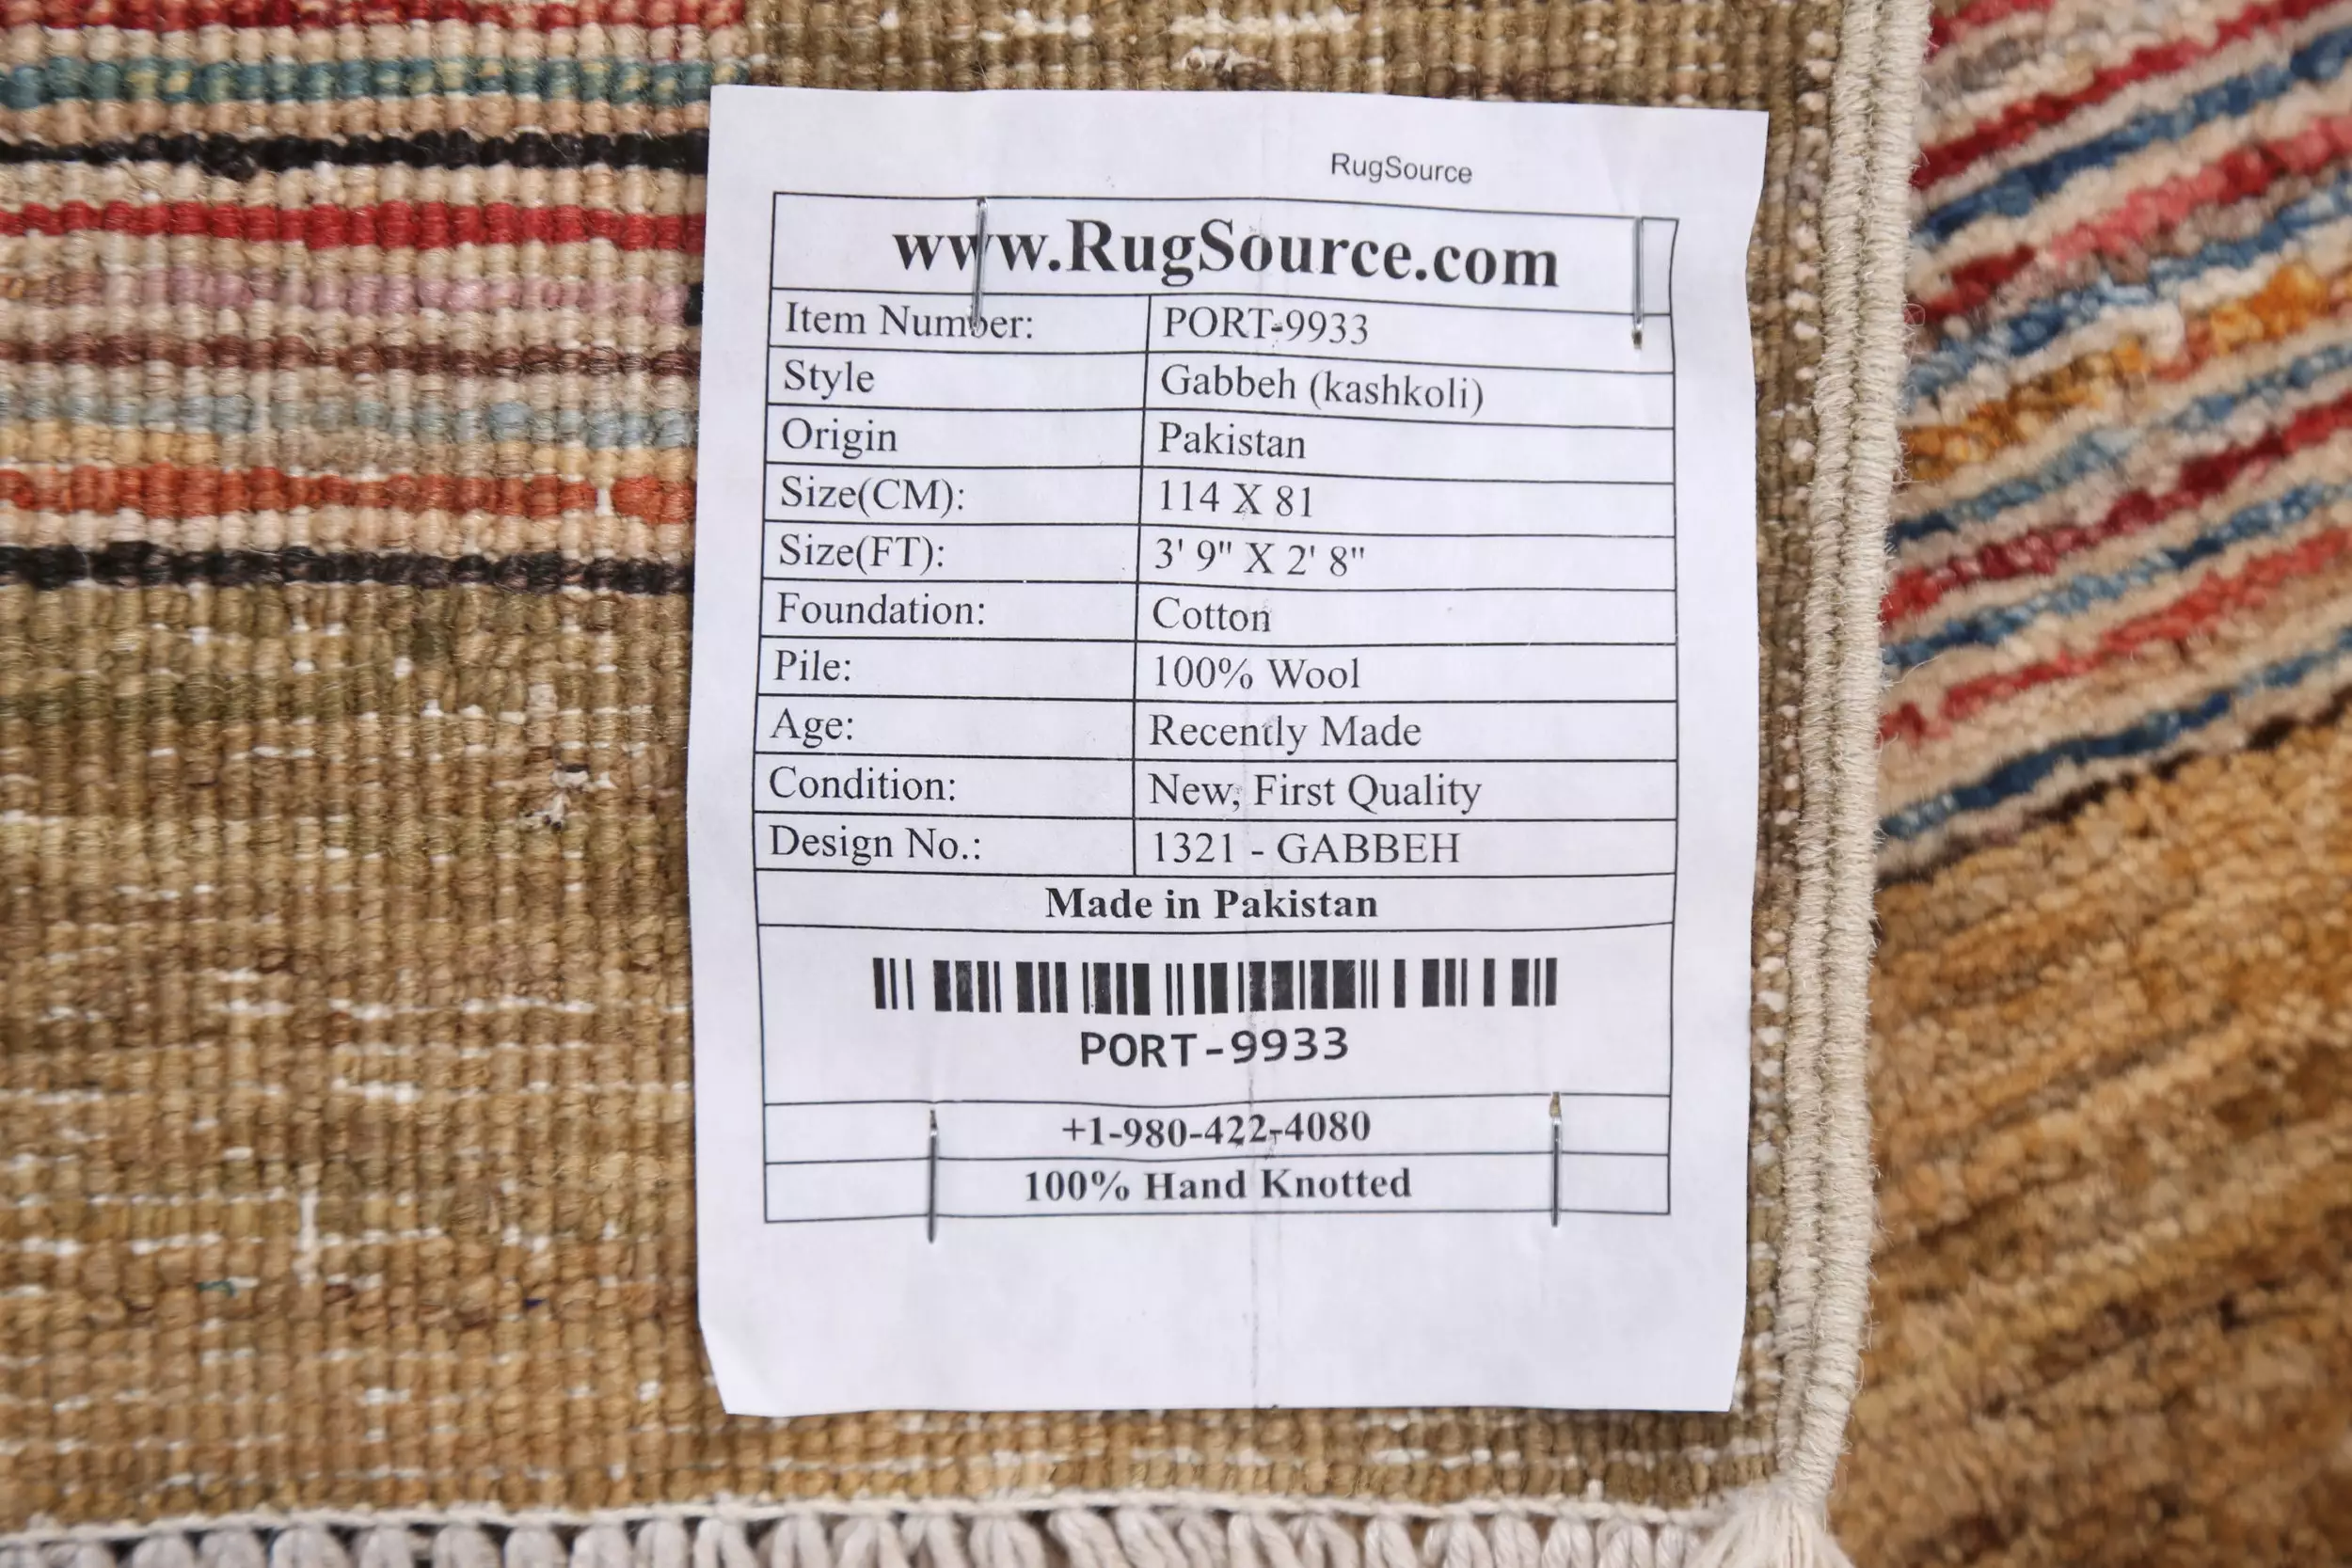 RugSource
www.RugSource.com
Item Number: PORT-9933
Style Gabbeh (kashkoli)
Origin Pakistan
Size(CM): 114 X 81
Size(FT): 3' 9" X 2' 8"
Foundation: Cotton
Pile: 100% Wool
Age: Recently Made
Condition: New, First Quality
Design No.: 1321 - GABBEH
Made in Pakistan
PORT-9933
+1-980-422-4080
100% Hand Knotted